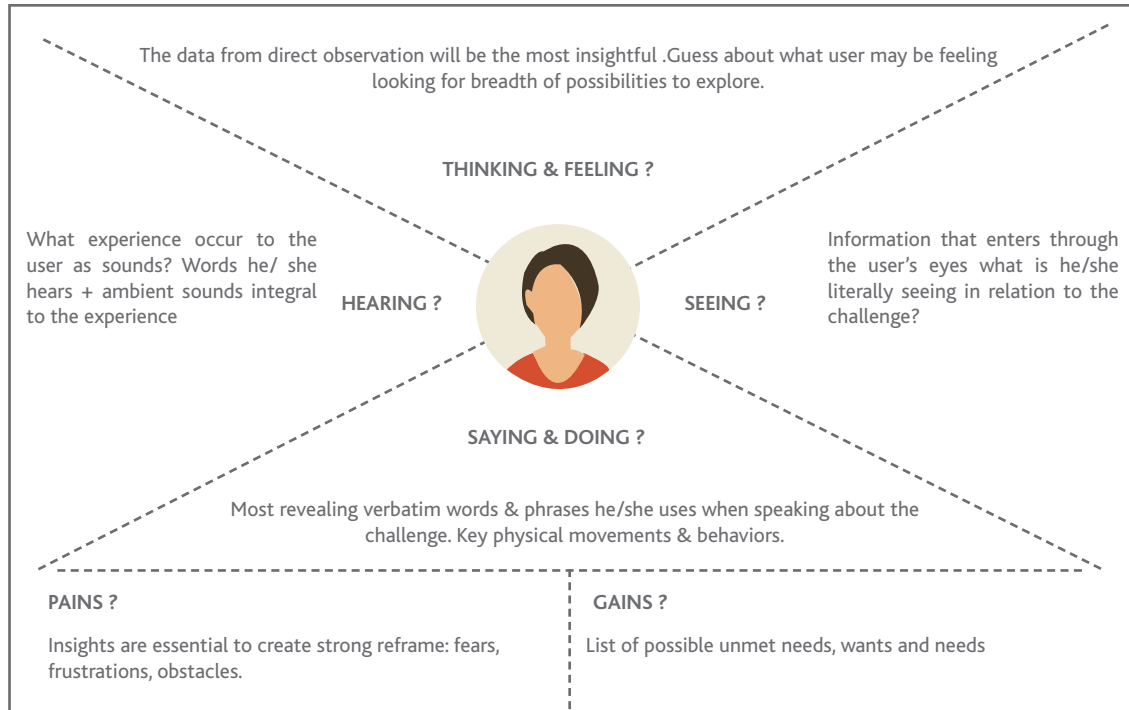 The data from direct observation will be the most insightful .Guess about what user may be feeling
looking for breadth of possibilities to explore.
THINKING & FEELING ?
What experience occur to the
user as sounds? Words he/ she
hears + ambient sounds integral
to the experience
HEARING ?
SEEING ?
Information that enters through
the user's eyes what is he/she
literally seeing in relation to the
challenge?
SAYING & DOING ?
Most revealing verbatim words & phrases he/she uses when speaking about the
challenge. Key physical movements & behaviors.
PAINS ?
Insights are essential to create strong reframe: fears,
frustrations, obstacles.
GAINS ?
List of possible unmet needs, wants and needs